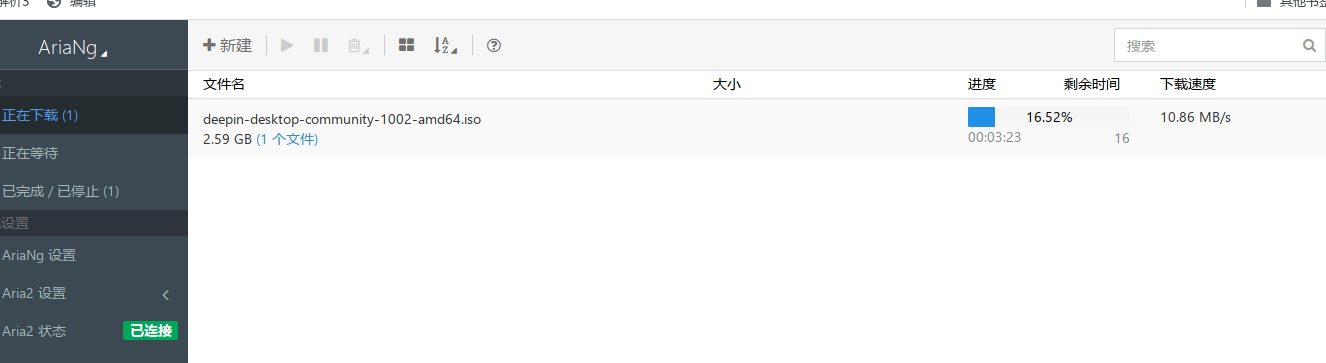 编辑
AriaNg
新建
搜索
文件名 大小 进度 剩余时间 下载速度
正在下载 (1)
deepin-desktop-community-1002-amd64.iso 16.52% 10.86 MB/s
2.59 GB (1 个文件) 00:03:23 16
正在等待
已完成 / 已停止 (1)
设置
AriaNg 设置
Aria2 设置
Aria2 状态 已连接